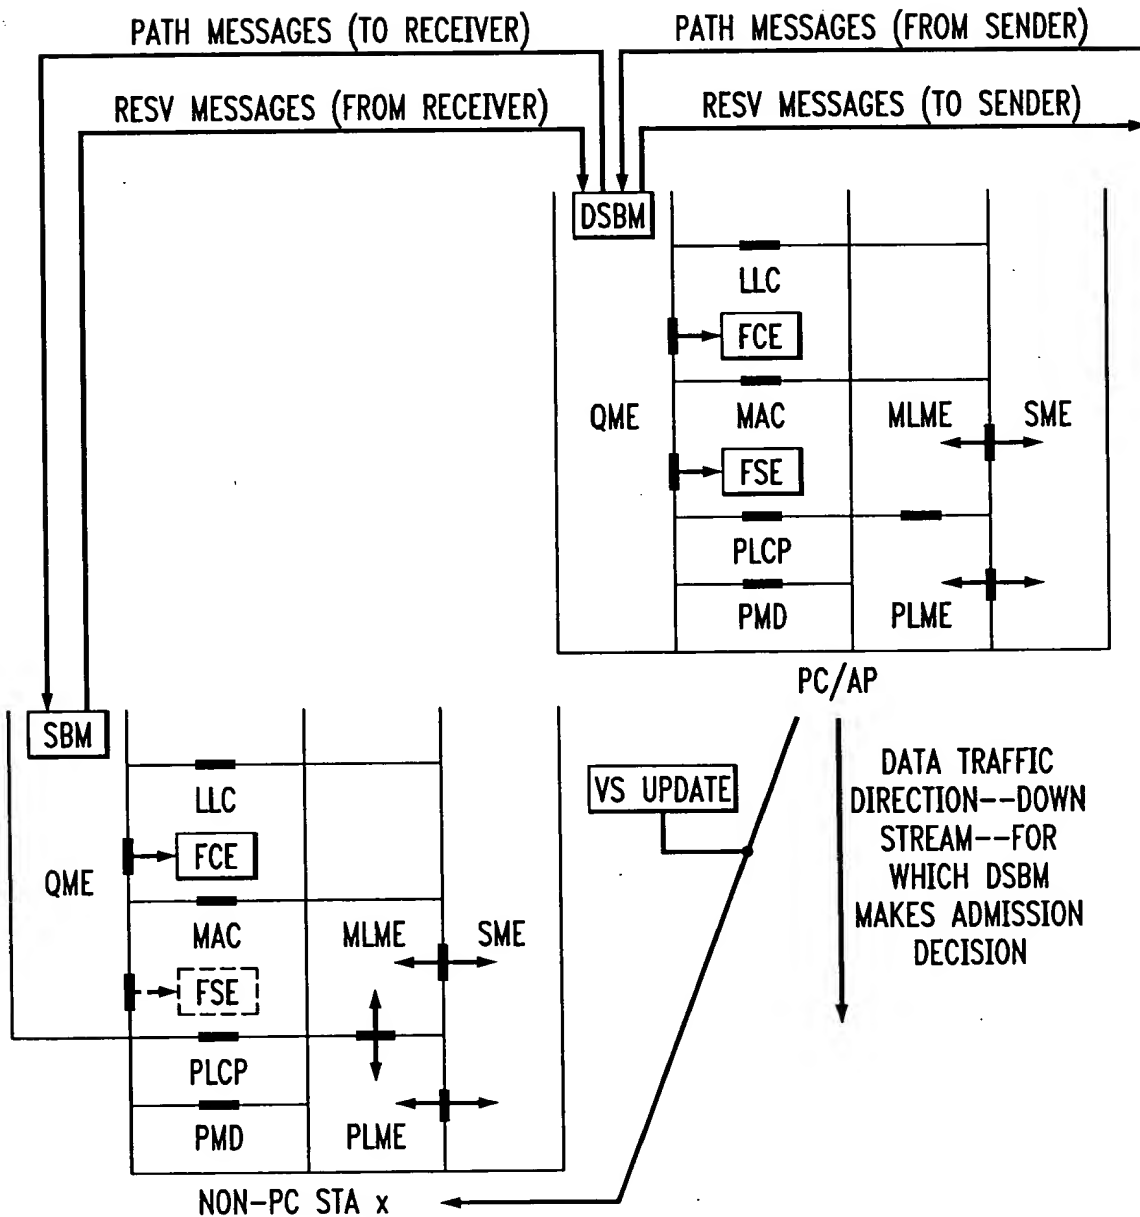 PATH MESSAGES (TO RECEIVER)
PATH MESSAGES (FROM SENDER)
RESV MESSAGES (FROM RECEIVER)
RESV MESSAGES (TO SENDER)
DSBM
LLC
FCE
QME
MAC
MLME
SME
FSE
PLCP
PMD
PLME
PC/AP
SBM
LLC
FCE
QME
MAC
MLME
SME
FSE
PLCP
PMD
PLME
NON-PC STA x
VS UPDATE
DATA TRAFFIC
DIRECTION--DOWN
STREAM--FOR
WHICH DSBM
MAKES ADMISSION
DECISION